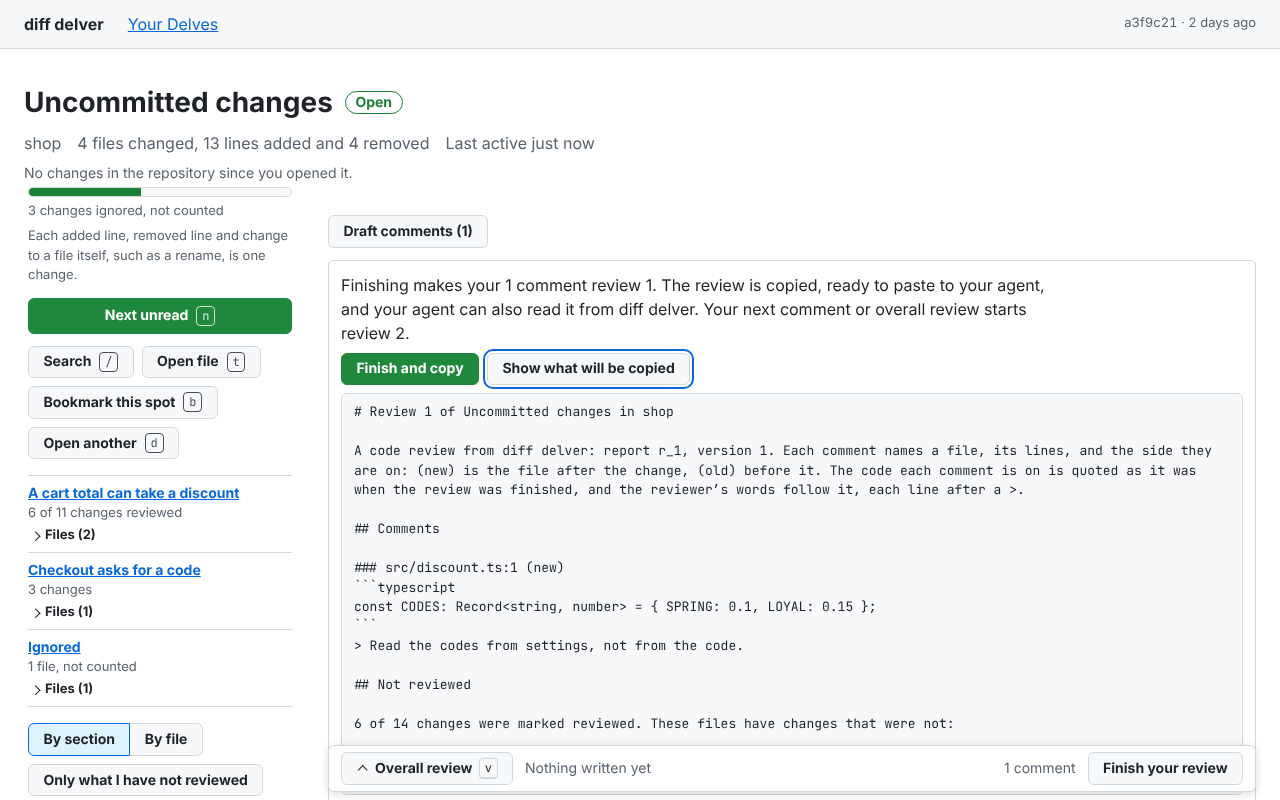 diff delver Your Delves a3f9c21 · 2 days ago
Uncommitted changes Open
shop 4 files changed, 13 lines added and 4 removed Last active just now
No changes in the repository since you opened it.
3 changes ignored, not counted
Each added line, removed line and change
to a file itself, such as a rename, is one
change.
Next unread n
Search / Open file t
Bookmark this spot b
Open another d
A cart total can take a discount
6 of 11 changes reviewed
Files (2)
Checkout asks for a code
3 changes
Files (1)
Ignored
1 file, not counted
Files (1)
By section By file
Only what I have not reviewed
Draft comments (1)
Finishing makes your 1 comment review 1. The review is copied, ready to paste to your agent,
and your agent can also read it from diff delver. Your next comment or overall review starts
review 2.
Finish and copy Show what will be copied
# Review 1 of Uncommitted changes in shop
A code review from diff delver: report r_1, version 1. Each comment names a file, its lines, and the side they
are on: (new) is the file after the change, (old) before it. The code each comment is on is quoted as it was
when the review was finished, and the reviewer’s words follow it, each line after a >.
## Comments
### src/discount.ts:1 (new)
```typescript
const CODES: Record<string, number> = { SPRING: 0.1, LOYAL: 0.15 };
```
> Read the codes from settings, not from the code.
## Not reviewed
6 of 14 changes were marked reviewed. These files have changes that were not:
Overall review v Nothing written yet 1 comment Finish your review